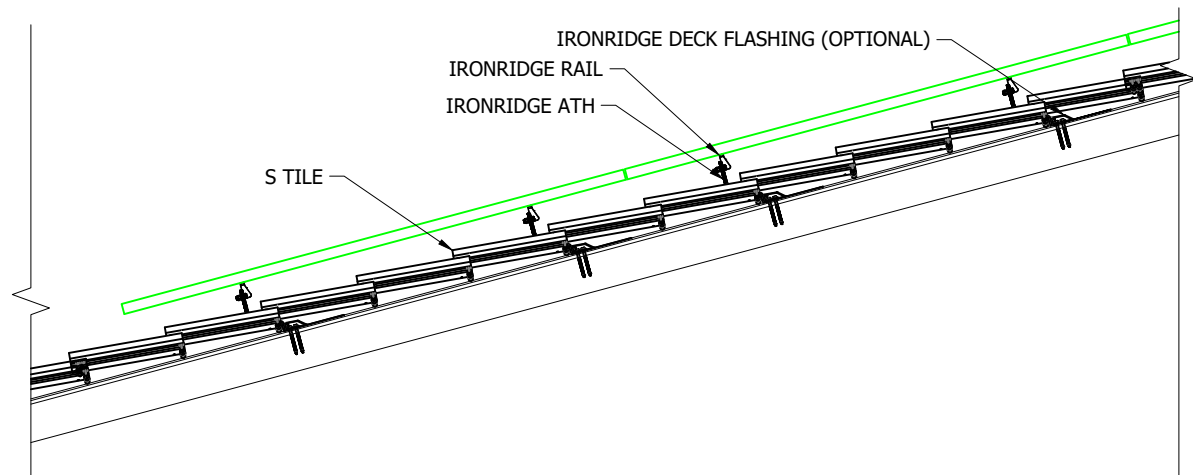 IRONRIDGE DECK FLASHING (OPTIONAL)
IRONRIDGE RAIL
IRONRIDGE ATH
S TILE